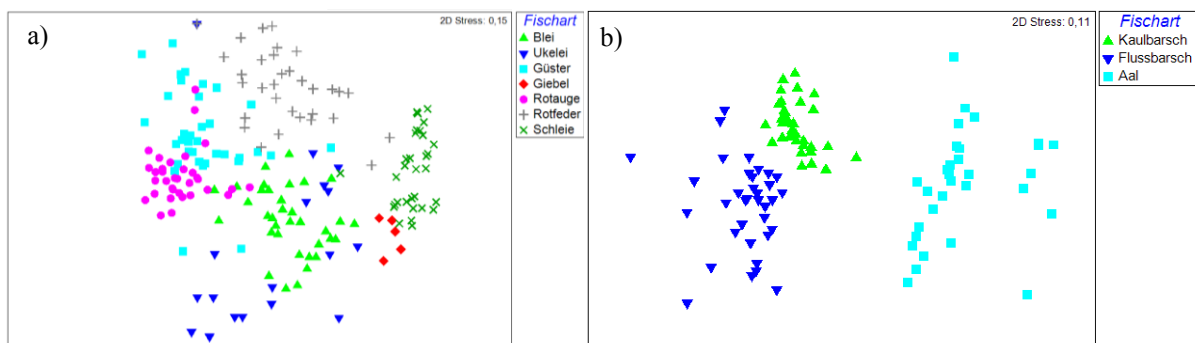 a)
2D Stress: 0,15
Fischart
Blei
Ukelei
Güster
Giebel
Rotauge
Rotfeder
Schleie
b)
2D Stress: 0,11
Fischart
Kaulbarsch
Flussbarsch
Aal